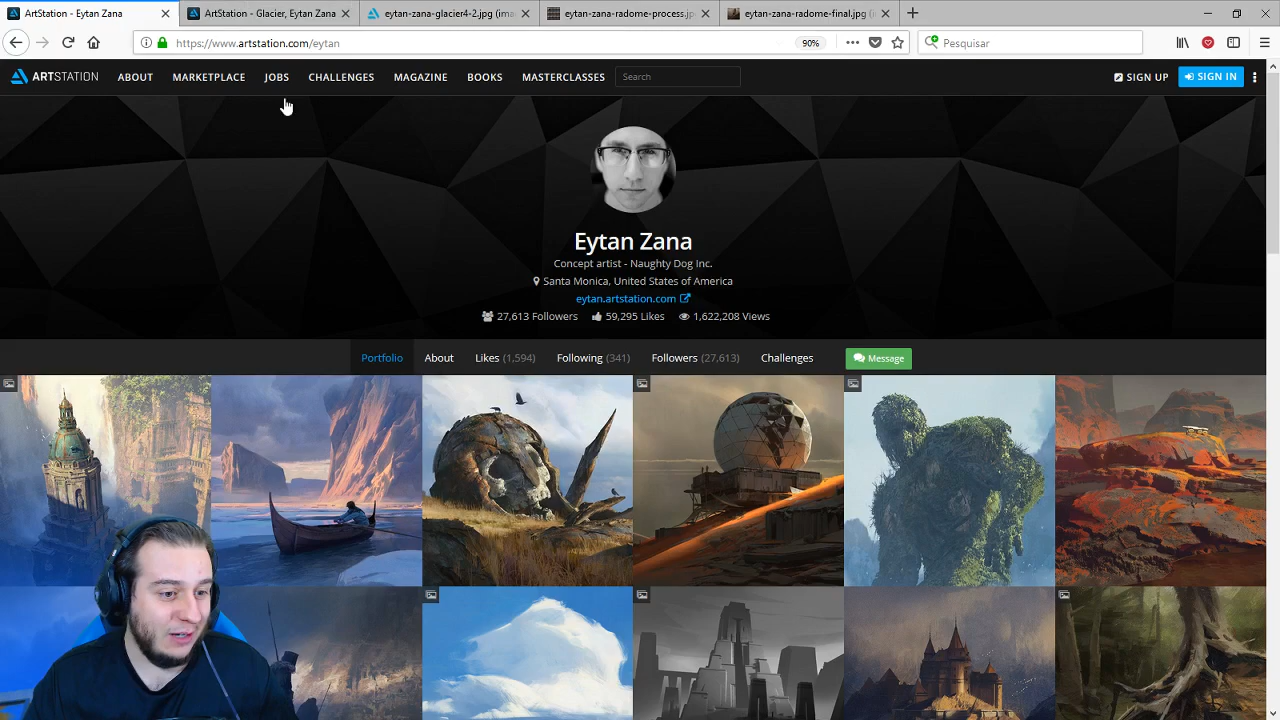 ArtStation - Eytan Zana
ArtStation - Glacier, Eytan Zana
eytan-zana-glacier4-2.jpg (ima
eytan-zana-radome-process.jp
eytan-zana-radome-final.jpg (i
https://www.artstation.com/eytan
90%
Pesquisar
ARTSTATION
ABOUT
MARKETPLACE
JOBS
CHALLENGES
MAGAZINE
BOOKS
MASTERCLASSES
Search
SIGN UP
SIGN IN
Eytan Zana
Concept artist - Naughty Dog Inc.
Santa Monica, United States of America
eytan.artstation.com
27,613 Followers 59,295 Likes 1,622,208 Views
Portfolio
About
Likes (1,594)
Following (341)
Followers (27,613)
Challenges
Message